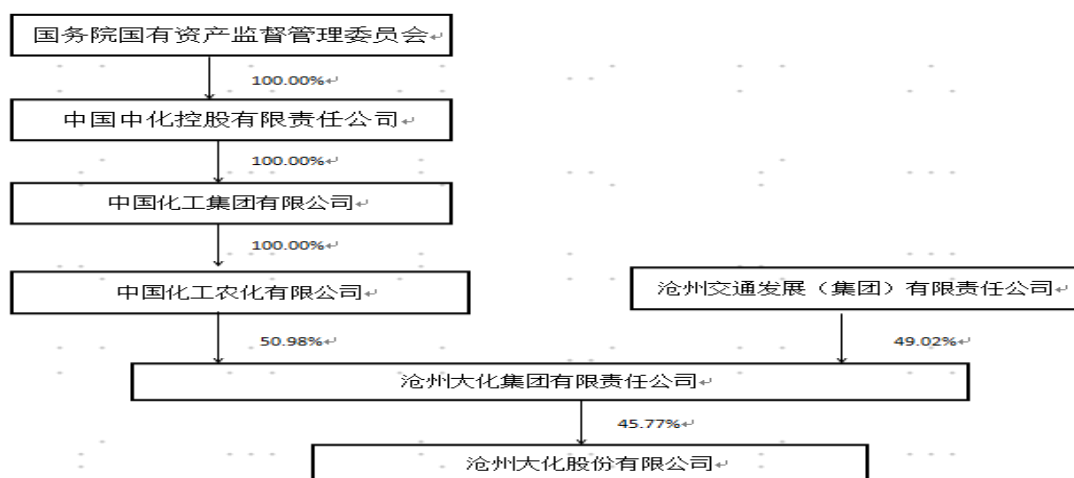 国务院国有资产监督管理委员会
100.00%
中国中化控股有限责任公司
100.00%
中国化工集团有限公司
100.00%
中国化工农化有限公司
沧州交通发展（集团）有限责任公司
50.98%
49.02%
沧州大化集团有限责任公司
45.77%
沧州大化股份有限公司